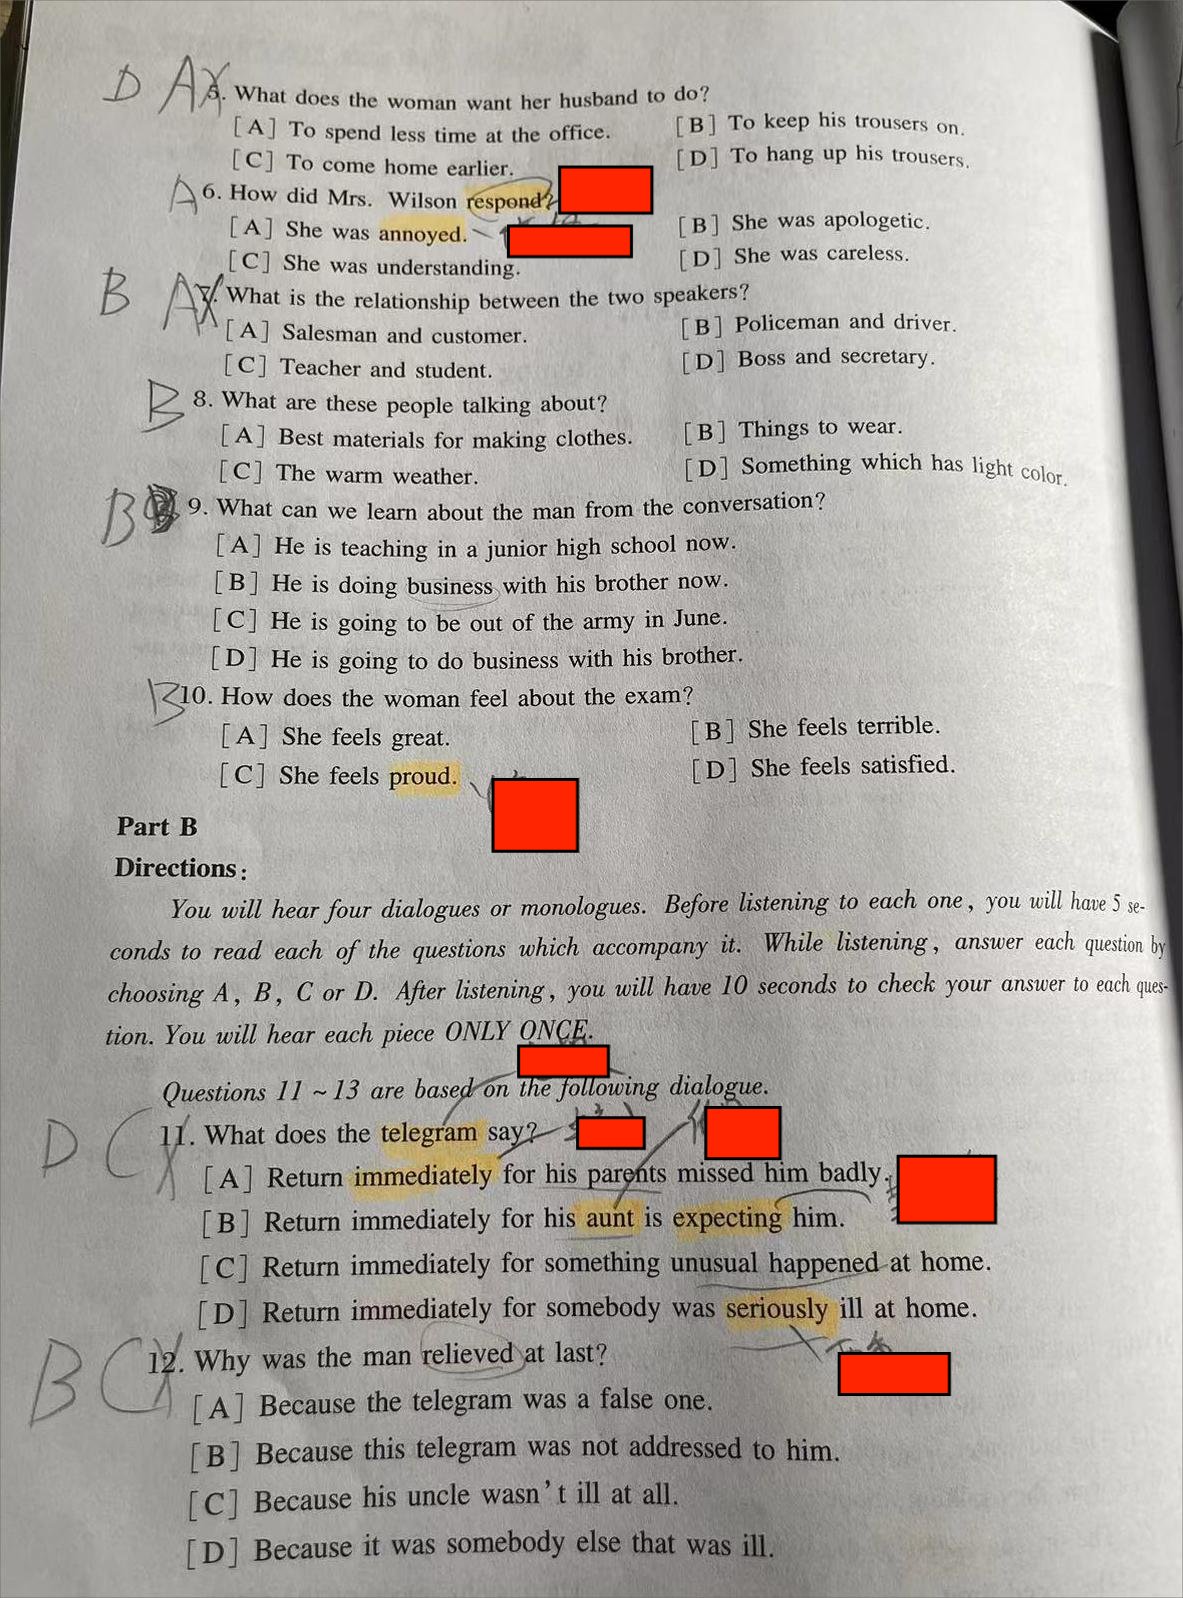 D A 5. What does the woman want her husband to do?
[A] To spend less time at the office. [B] To keep his trousers on.
[C] To come home earlier. [D] To hang up his trousers.
A 6. How did Mrs. Wilson respond?
[A] She was annoyed. [B] She was apologetic.
[C] She was understanding. [D] She was careless.
B A 7. What is the relationship between the two speakers?
[A] Salesman and customer. [B] Policeman and driver.
[C] Teacher and student. [D] Boss and secretary.
B 8. What are these people talking about?
[A] Best materials for making clothes. [B] Things to wear.
[C] The warm weather. [D] Something which has light color.
B 9. What can we learn about the man from the conversation?
[A] He is teaching in a junior high school now.
[B] He is doing business with his brother now.
[C] He is going to be out of the army in June.
[D] He is going to do business with his brother.
B 10. How does the woman feel about the exam?
[A] She feels great. [B] She feels terrible.
[C] She feels proud. [D] She feels satisfied.
Part B
Directions:
You will hear four dialogues or monologues. Before listening to each one, you will have 5 se-
conds to read each of the questions which accompany it. While listening, answer each question by
choosing A, B, C or D. After listening, you will have 10 seconds to check your answer to each ques-
tion. You will hear each piece ONLY ONCE.
Questions 11 ~ 13 are based on the following dialogue.
D C 11. What does the telegram say?
[A] Return immediately for his parents missed him badly.
[B] Return immediately for his aunt is expecting him.
[C] Return immediately for something unusual happened at home.
[D] Return immediately for somebody was seriously ill at home.
B C 12. Why was the man relieved at last?
[A] Because the telegram was a false one.
[B] Because this telegram was not addressed to him.
[C] Because his uncle wasn't ill at all.
[D] Because it was somebody else that was ill.